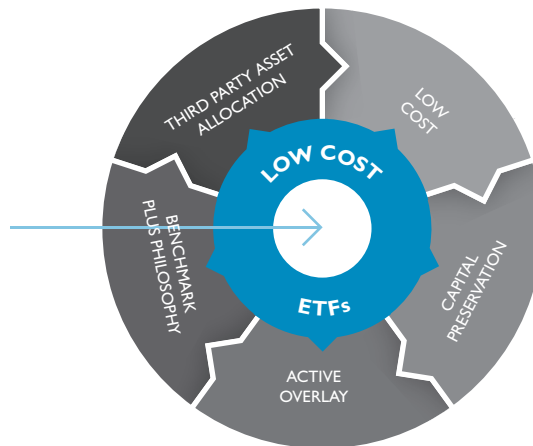 THIRD PARTY ASSET
ALLOCATION
LOW
COST
LOW COST
ETFs
BENCHMARK
PLUS PHILOSOPHY
CAPITAL
PRESERVATION
ACTIVE
OVERLAY